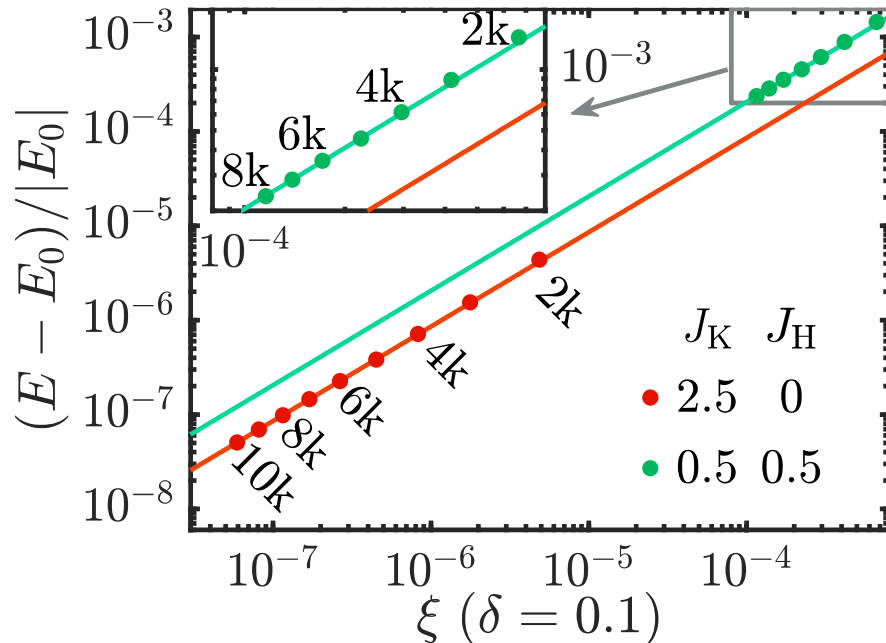 10⁻³
10⁻⁴
10⁻⁵
10⁻⁶
10⁻⁷
10⁻⁸
(E − E₀)/|E₀|
2k
4k
6k
8k
10⁻³
10⁻⁴
2k
4k
6k
8k
10k
J_K J_H
2.5 0
0.5 0.5
10⁻⁷ 10⁻⁶ 10⁻⁵ 10⁻⁴
ξ (δ = 0.1)